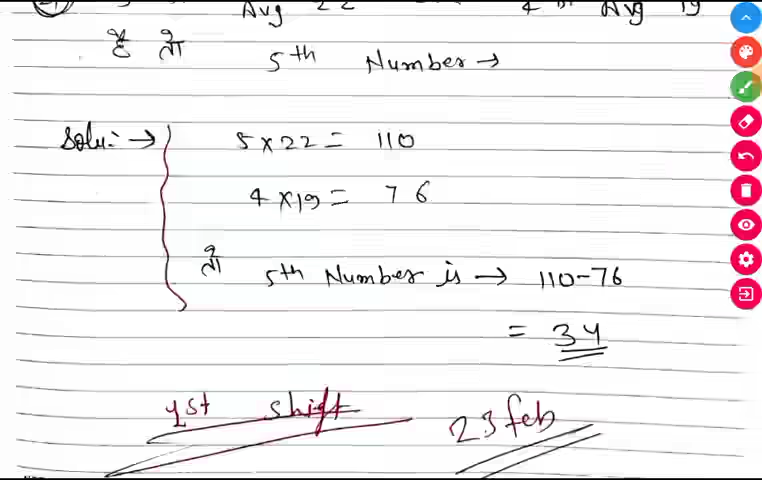 Avg 22 4 Avg 19
है तो 5th Number →
Solu:→ 5×22 = 110
4×19 = 76
तो 5th Number is → 110-76
= 34
1st shift 23 feb